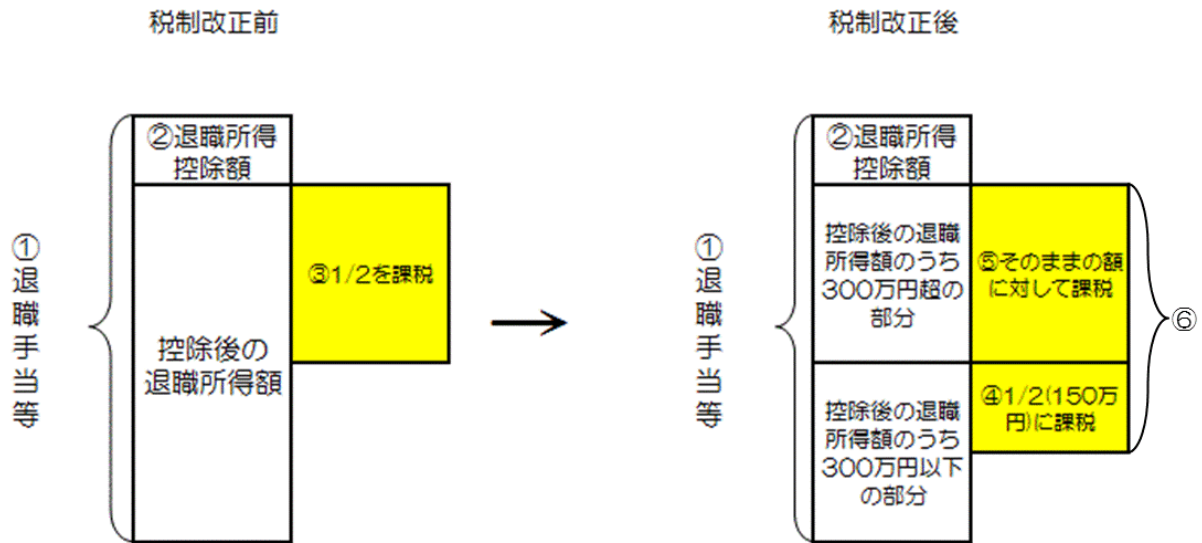 税制改正前
①退職手当等
②退職所得
控除額
控除後の
退職所得額
③1/2を課税
税制改正後
①退職手当等
②退職所得
控除額
控除後の退職
所得額のうち
300万円超の
部分
⑤そのままの額
に対して課税
控除後の退職
所得額のうち
300万円以下
の部分
④1/2(150万
円)に課税
⑥